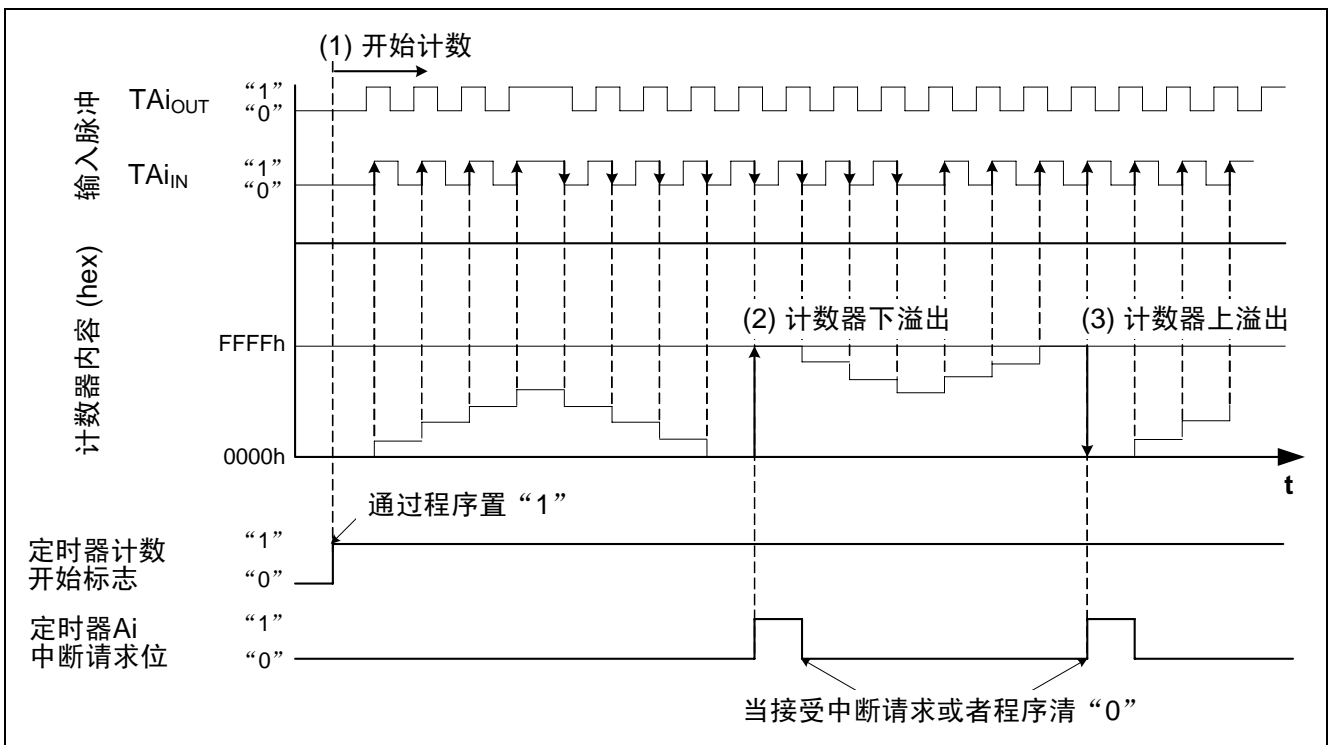 (1) 开始计数
输入脉冲
TAiOUT
“1”
“0”
TAiIN
“1”
“0”
计数器内容 (hex)
(2) 计数器下溢出
(3) 计数器上溢出
FFFFh
0000h
t
通过程序置“1”
定时器计数
开始标志
“1”
“0”
定时器Ai
中断请求位
“1”
“0”
当接受中断请求或者程序清“0”